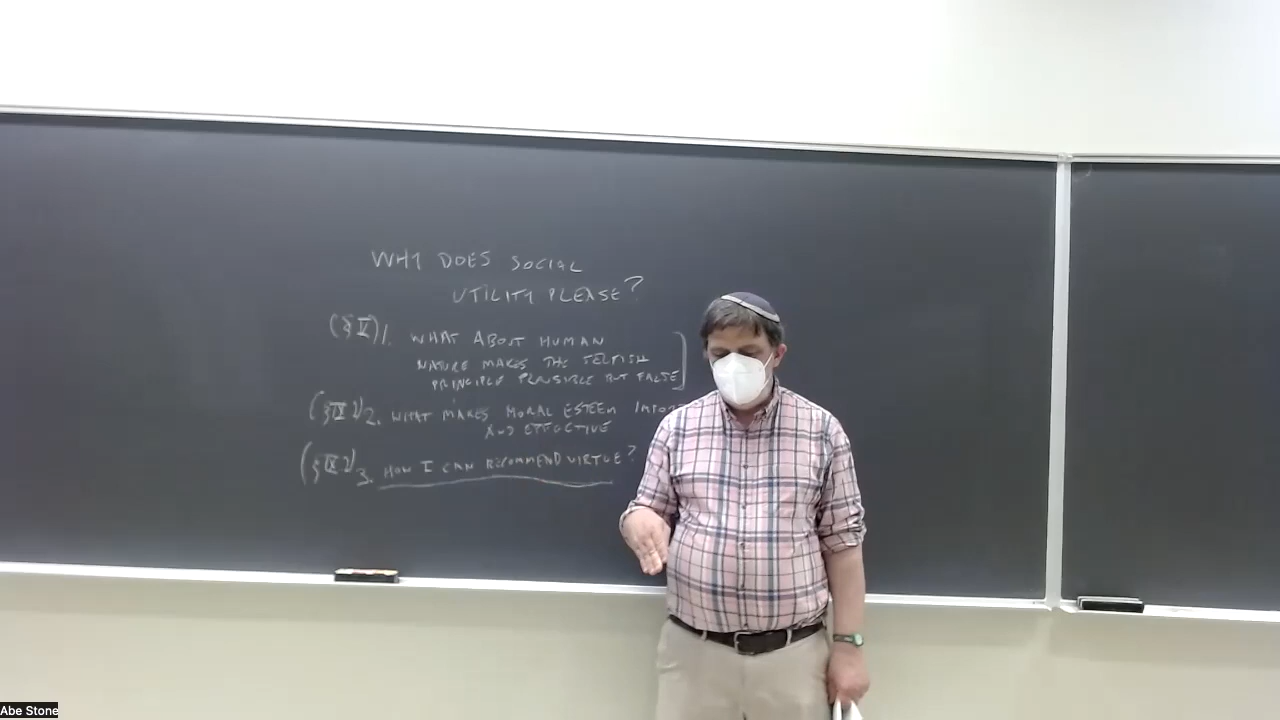 WHY DOES SOCIAL
UTILITY PLEASE?
(§V) 1. WHAT ABOUT HUMAN
NATURE MAKES THE SELFISH
PRINCIPLE PLAUSIBLE BUT FALSE
2. WHAT MAKES MORAL ESTEEM
AND EFFECTIVE
(§IX) 3. HOW I CAN RECOMMEND VIRTUE?
Abe Stone